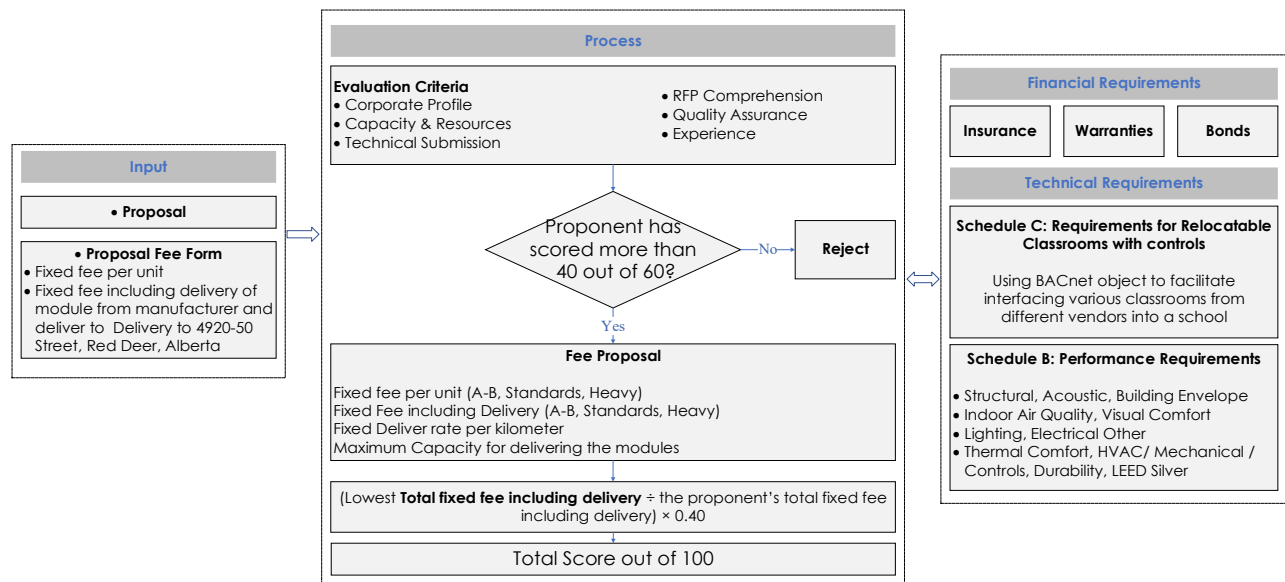 Input
• Proposal
• Proposal Fee Form
• Fixed fee per unit
• Fixed fee including delivery of
module from manufacturer and
deliver to Delivery to 4920-50
Street, Red Deer, Alberta
Process
Evaluation Criteria
• Corporate Profile
• Capacity & Resources
• Technical Submission
• RFP Comprehension
• Quality Assurance
• Experience
Proponent has
scored more than
40 out of 60?
No
Reject
Yes
Fee Proposal
Fixed fee per unit (A-B, Standards, Heavy)
Fixed Fee including Delivery (A-B, Standards, Heavy)
Fixed Deliver rate per kilometer
Maximum Capacity for delivering the modules
(Lowest Total fixed fee including delivery ÷ the proponent's total fixed fee
including delivery) × 0.40
Total Score out of 100
Financial Requirements
Insurance
Warranties
Bonds
Technical Requirements
Schedule C: Requirements for Relocatable
Classrooms with controls
Using BACnet object to facilitate
interfacing various classrooms from
different vendors into a school
Schedule B: Performance Requirements
• Structural, Acoustic, Building Envelope
• Indoor Air Quality, Visual Comfort
• Lighting, Electrical Other
• Thermal Comfort, HVAC/ Mechanical /
Controls, Durability, LEED Silver